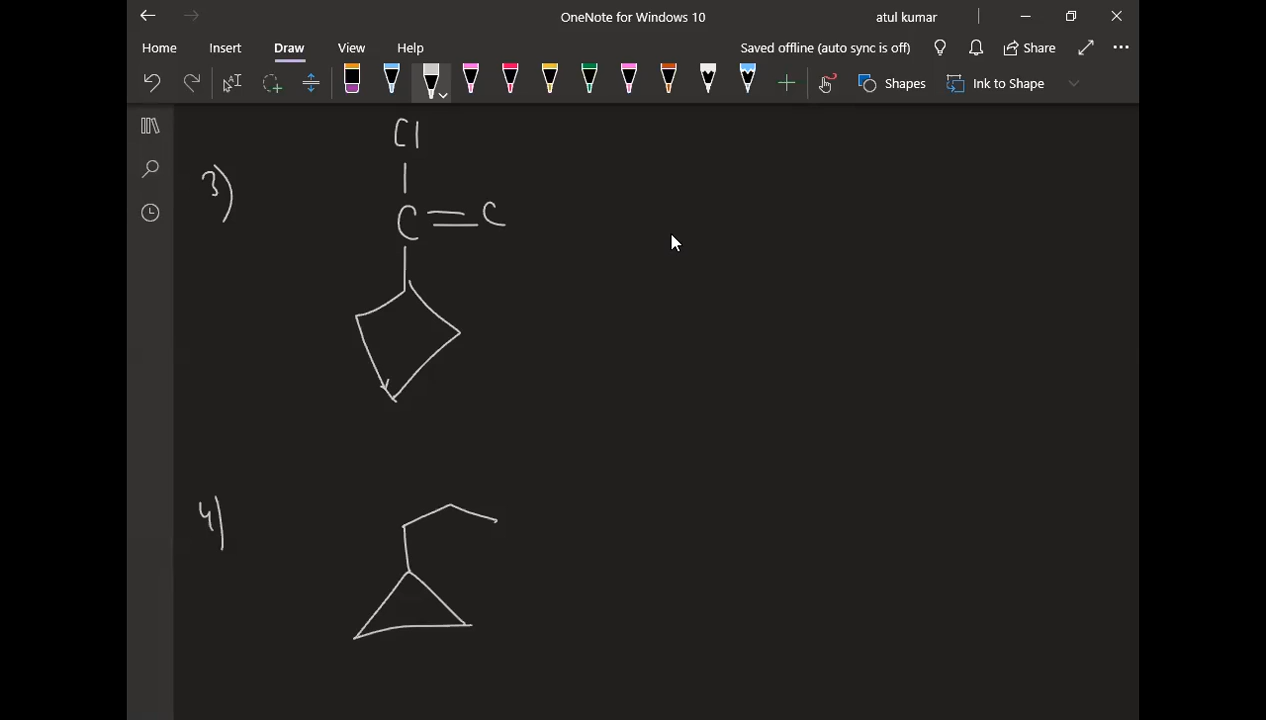 OneNote for Windows 10
atul kumar
Home Insert Draw View Help
Saved offline (auto sync is off)
Share
Shapes
Ink to Shape
Cl
3)
C=C
4)